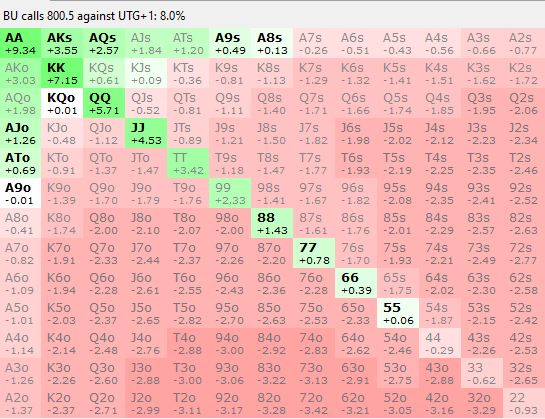 BU calls 800.5 against UTG+1: 8.0%
AA AKs AQs AJs ATs A9s A8s A7s A6s A5s A4s A3s A2s
+9.34 +3.55 +2.57 +1.84 +1.20 +0.49 +0.13 -0.26 -0.51 -0.43 -0.56 -0.66 -0.77
AKo KK KQs KJs KTs K9s K8s K7s K6s K5s K4s K3s K2s
+3.03 +7.15 +0.61 +0.09 -0.36 -0.81 -1.13 -1.29 -1.32 -1.41 -1.51 -1.62 -1.72
AQo KQo QQ QJs QTs Q9s Q8s Q7s Q6s Q5s Q4s Q3s Q2s
+1.98 +0.01 +5.71 -0.52 -0.81 -1.11 -1.40 -1.71 -1.66 -1.74 -1.85 -1.95 -2.06
AJo KJo QJo JJ JTs J9s J8s J7s J6s J5s J4s J3s J2s
+1.26 -0.48 -1.12 +4.53 -0.89 -1.21 -1.50 -1.82 -1.98 -2.02 -2.12 -2.23 -2.34
ATo KTo QTo JTo TT T9s T8s T7s T6s T5s T4s T3s T2s
+0.69 -0.91 -1.37 -1.47 +3.42 -1.18 -1.47 -1.77 -1.93 -2.19 -2.25 -2.35 -2.46
A9o K9o Q9o J9o T9o 99 98s 97s 96s 95s 94s 93s 92s
-0.01 -1.39 -1.70 -1.79 -1.76 +2.33 -1.41 -1.67 -1.82 -2.08 -2.35 -2.41 -2.52
A8o K8o Q8o J8o T8o 98o 88 87s 86s 85s 84s 83s 82s
-0.41 -1.74 -2.00 -2.10 -2.07 -2.00 +1.43 -1.61 -1.76 -2.01 -2.29 -2.57 -2.63
A7o K7o Q7o J7o T7o 97o 87o 77 76s 75s 74s 73s 72s
-0.82 -1.91 -2.33 -2.44 -2.37 -2.26 -2.20 +0.78 -1.70 -1.93 -2.21 -2.49 -2.77
A6o K6o Q6o J6o T6o 96o 86o 76o 66 65s 64s 63s 62s
-1.09 -1.94 -2.28 -2.61 -2.56 -2.43 -2.36 -2.28 +0.39 -1.75 -2.02 -2.30 -2.58
A5o K5o Q5o J5o T5o 95o 85o 75o 65o 55 54s 53s 52s
-1.01 -2.03 -2.37 -2.65 -2.82 -2.70 -2.63 -2.53 -2.33 +0.06 -1.87 -2.15 -2.42
A4o K4o Q4o J4o T4o 94o 84o 74o 64o 54o 44 43s 42s
-1.14 -2.14 -2.48 -2.76 -2.88 -3.00 -2.92 -2.83 -2.62 -2.46 -0.29 -2.26 -2.53
A3o K3o Q3o J3o T3o 93o 83o 73o 63o 53o 43o 33 32s
-1.26 -2.26 -2.60 -2.88 -3.00 -3.06 -3.22 -3.13 -2.91 -2.75 -2.88 -0.62 -2.65
A2o K2o Q2o J2o T2o 92o 82o 72o 62o 52o 42o 32o 22
-1.37 -2.37 -2.71 -2.99 -3.11 -3.17 -3.28 -3.42 -3.21 -3.05 -3.16 -3.32 -0.93